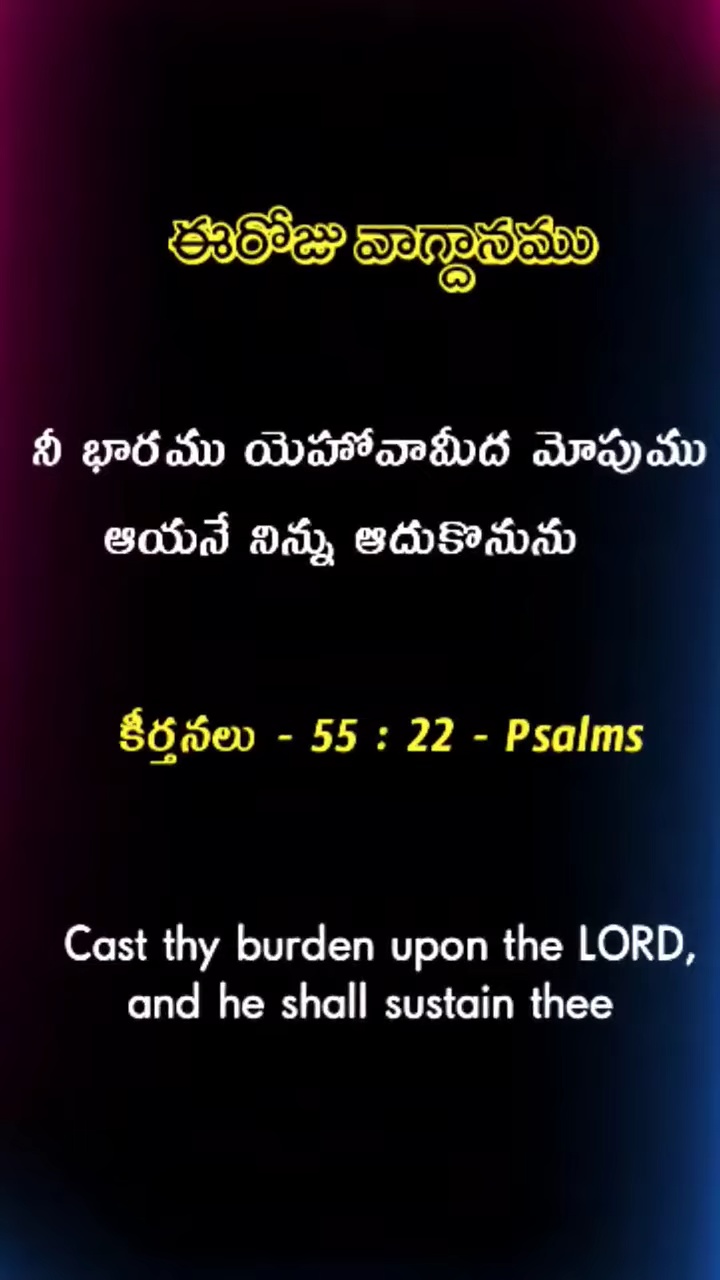 ఈరోజు వాగ్దానము
నీ భారము యెహోవామీద మోపుము
ఆయనే నిన్ను ఆదుకొనును
కీర్తనలు - 55 : 22 - Psalms
Cast thy burden upon the LORD,
and he shall sustain thee